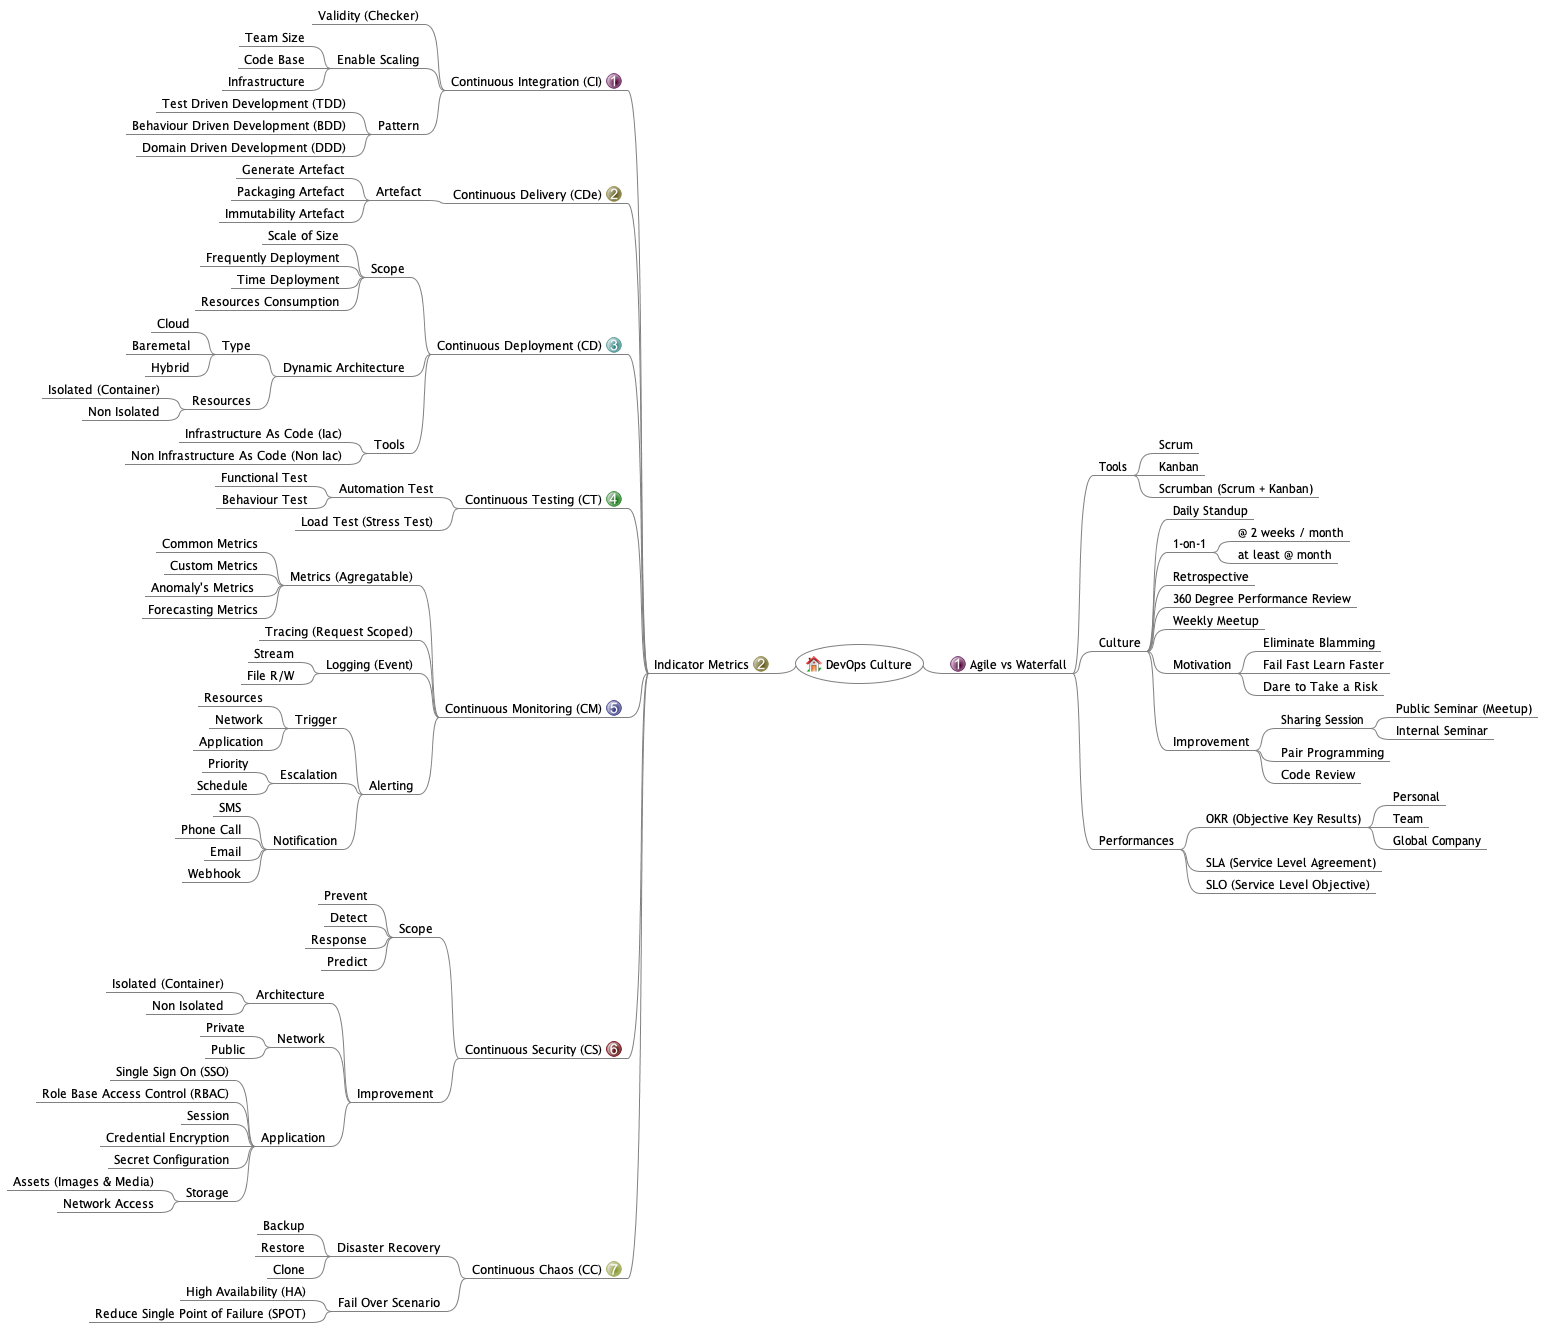 DevOps Culture
1 Agile vs Waterfall
Tools
Scrum
Kanban
Scrumban (Scrum + Kanban)
Culture
Daily Standup
1-on-1
@ 2 weeks / month
at least @ month
Retrospective
360 Degree Performance Review
Weekly Meetup
Motivation
Eliminate Blamming
Fail Fast Learn Faster
Dare to Take a Risk
Improvement
Sharing Session
Public Seminar (Meetup)
Internal Seminar
Pair Programming
Code Review
Performances
OKR (Objective Key Results)
Personal
Team
Global Company
SLA (Service Level Agreement)
SLO (Service Level Objective)
Indicator Metrics 2
Continuous Integration (CI) 1
Validity (Checker)
Enable Scaling
Team Size
Code Base
Infrastructure
Pattern
Test Driven Development (TDD)
Behaviour Driven Development (BDD)
Domain Driven Development (DDD)
Continuous Delivery (CDe) 2
Artefact
Generate Artefact
Packaging Artefact
Immutability Artefact
Continuous Deployment (CD) 3
Scope
Scale of Size
Frequently Deployment
Time Deployment
Resources Consumption
Dynamic Architecture
Type
Cloud
Baremetal
Hybrid
Resources
Isolated (Container)
Non Isolated
Tools
Infrastructure As Code (Iac)
Non Infrastructure As Code (Non Iac)
Continuous Testing (CT) 4
Automation Test
Functional Test
Behaviour Test
Load Test (Stress Test)
Continuous Monitoring (CM) 5
Metrics (Agregatable)
Common Metrics
Custom Metrics
Anomaly's Metrics
Forecasting Metrics
Tracing (Request Scoped)
Logging (Event)
Stream
File R/W
Alerting
Trigger
Resources
Network
Application
Escalation
Priority
Schedule
Notification
SMS
Phone Call
Email
Webhook
Continuous Security (CS) 6
Scope
Prevent
Detect
Response
Predict
Improvement
Architecture
Isolated (Container)
Non Isolated
Network
Private
Public
Application
Single Sign On (SSO)
Role Base Access Control (RBAC)
Session
Credential Encryption
Secret Configuration
Storage
Assets (Images & Media)
Network Access
Continuous Chaos (CC) 7
Disaster Recovery
Backup
Restore
Clone
Fail Over Scenario
High Availability (HA)
Reduce Single Point of Failure (SPOT)